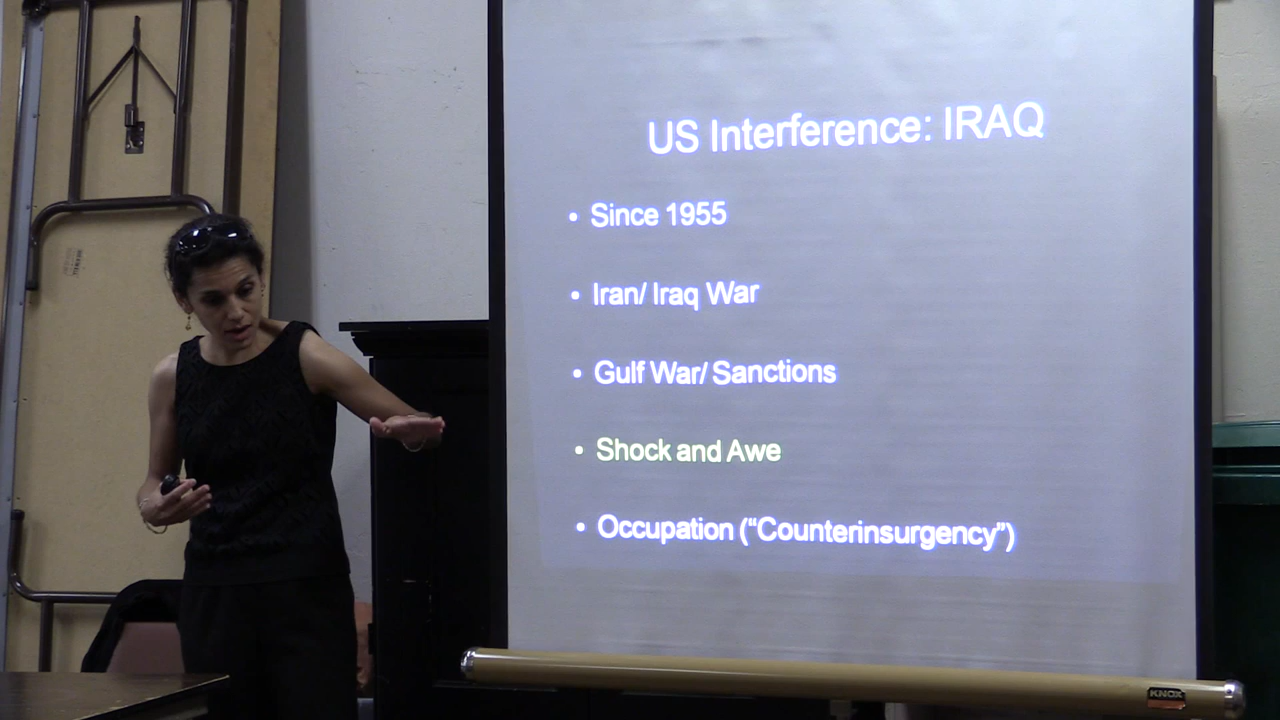 US Interference: IRAQ
• Since 1955
• Iran/ Iraq War
• Gulf War/ Sanctions
• Shock and Awe
• Occupation (“Counterinsurgency”)
KNOX